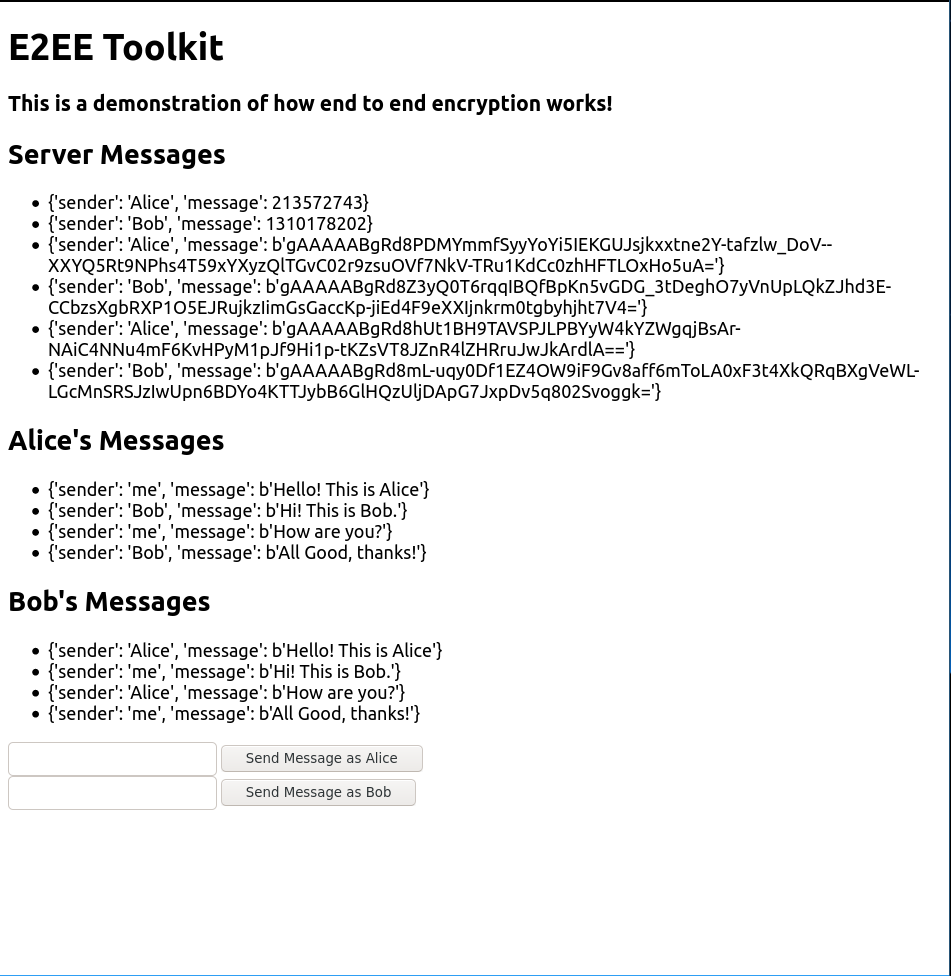 E2EE Toolkit
This is a demonstration of how end to end encryption works!
Server Messages
{'sender': 'Alice', 'message': 213572743}
{'sender': 'Bob', 'message': 1310178202}
{'sender': 'Alice', 'message': b'gAAAAABgRd8PDMYmmfSyyYoYi5IEKGUJsjkxxtne2Y-tafzlw_DoV--
XXYQ5Rt9NPhs4T59xYXyzQlTGvC02r9zsuOVf7NkV-TRu1KdCc0zhHFTLOxHo5uA='}
{'sender': 'Bob', 'message': b'gAAAAABgRd8Z3yQ0T6rqqIBQfBpKn5vGDG_3tDeghO7yVnUpLQkZJhd3E-
CCbzsXgbRXP1O5EJRujkzIimGsGaccKp-jiEd4F9eXXIjnkrm0tgbyhjht7V4='}
{'sender': 'Alice', 'message': b'gAAAAABgRd8hUt1BH9TAVSPJLPBYyW4kYZWgqjBsAr-
NAiC4NNu4mF6KvHPyM1pJf9Hi1p-tKZsVT8JZnR4lZHRruJwJkArdlA=='}
{'sender': 'Bob', 'message': b'gAAAAABgRd8mL-uqy0Df1EZ4OW9iF9Gv8aff6mToLA0xF3t4XkQRqBXgVeWL-
LGcMnSRSJzIwUpn6BDYo4KTTJybB6GlHQzUljDApG7JxpDv5q802Svoggk='}
Alice's Messages
{'sender': 'me', 'message': b'Hello! This is Alice'}
{'sender': 'Bob', 'message': b'Hi! This is Bob.'}
{'sender': 'me', 'message': b'How are you?'}
{'sender': 'Bob', 'message': b'All Good, thanks!'}
Bob's Messages
{'sender': 'Alice', 'message': b'Hello! This is Alice'}
{'sender': 'me', 'message': b'Hi! This is Bob.'}
{'sender': 'Alice', 'message': b'How are you?'}
{'sender': 'me', 'message': b'All Good, thanks!'}
Send Message as Alice
Send Message as Bob